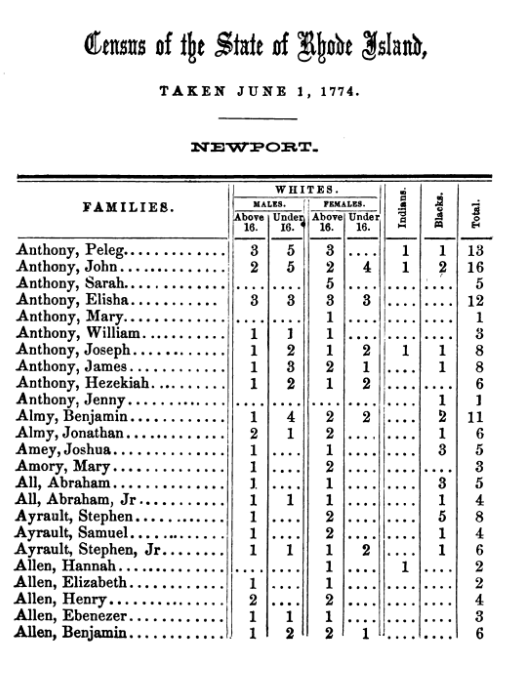 Census of the State of Rhode Island,
TAKEN JUNE 1, 1774.
NEWPORT.
FAMILIES. WHITES. Indians. Blacks. Total.
MALES. FEMALES.
Above 16. Under 16. Above 16. Under 16.
Anthony, Peleg............. 3 5 3 .... 1 1 13
Anthony, John.............. 2 5 2 4 1 2 16
Anthony, Sarah............. .... .... 5 .... .... .... 5
Anthony, Elisha........... 3 3 3 3 .... .... 12
Anthony, Mary............. .... .... 1 .... .... .... 1
Anthony, William.......... 1 1 1 .... .... .... 3
Anthony, Joseph............ 1 2 1 2 1 1 8
Anthony, James............ 1 3 2 1 .... 1 8
Anthony, Hezekiah.......... 1 2 1 2 .... .... 6
Anthony, Jenny............. .... .... .... .... .... 1 1
Almy, Benjamin............ 1 4 2 2 .... 2 11
Almy, Jonathan............. 2 1 2 .... .... 1 6
Amey, Joshua.............. 1 .... 1 .... .... 3 5
Amory, Mary.............. 1 .... 2 .... .... .... 3
All, Abraham.............. 1 .... 1 .... .... 3 5
All, Abraham, Jr........... 1 1 1 .... .... 1 4
Ayrault, Stephen........... 1 .... 2 .... .... 5 8
Ayrault, Samuel............ 1 .... 2 .... .... 1 4
Ayrault, Stephen, Jr........ 1 1 1 2 .... 1 6
Allen, Hannah.............. .... .... 1 .... 1 .... 2
Allen, Elizabeth............ 1 .... 1 .... .... .... 2
Allen, Henry............... 2 .... 2 .... .... .... 4
Allen, Ebenezer............ 1 1 1 .... .... .... 3
Allen, Benjamin............ 1 2 2 1 .... .... 6